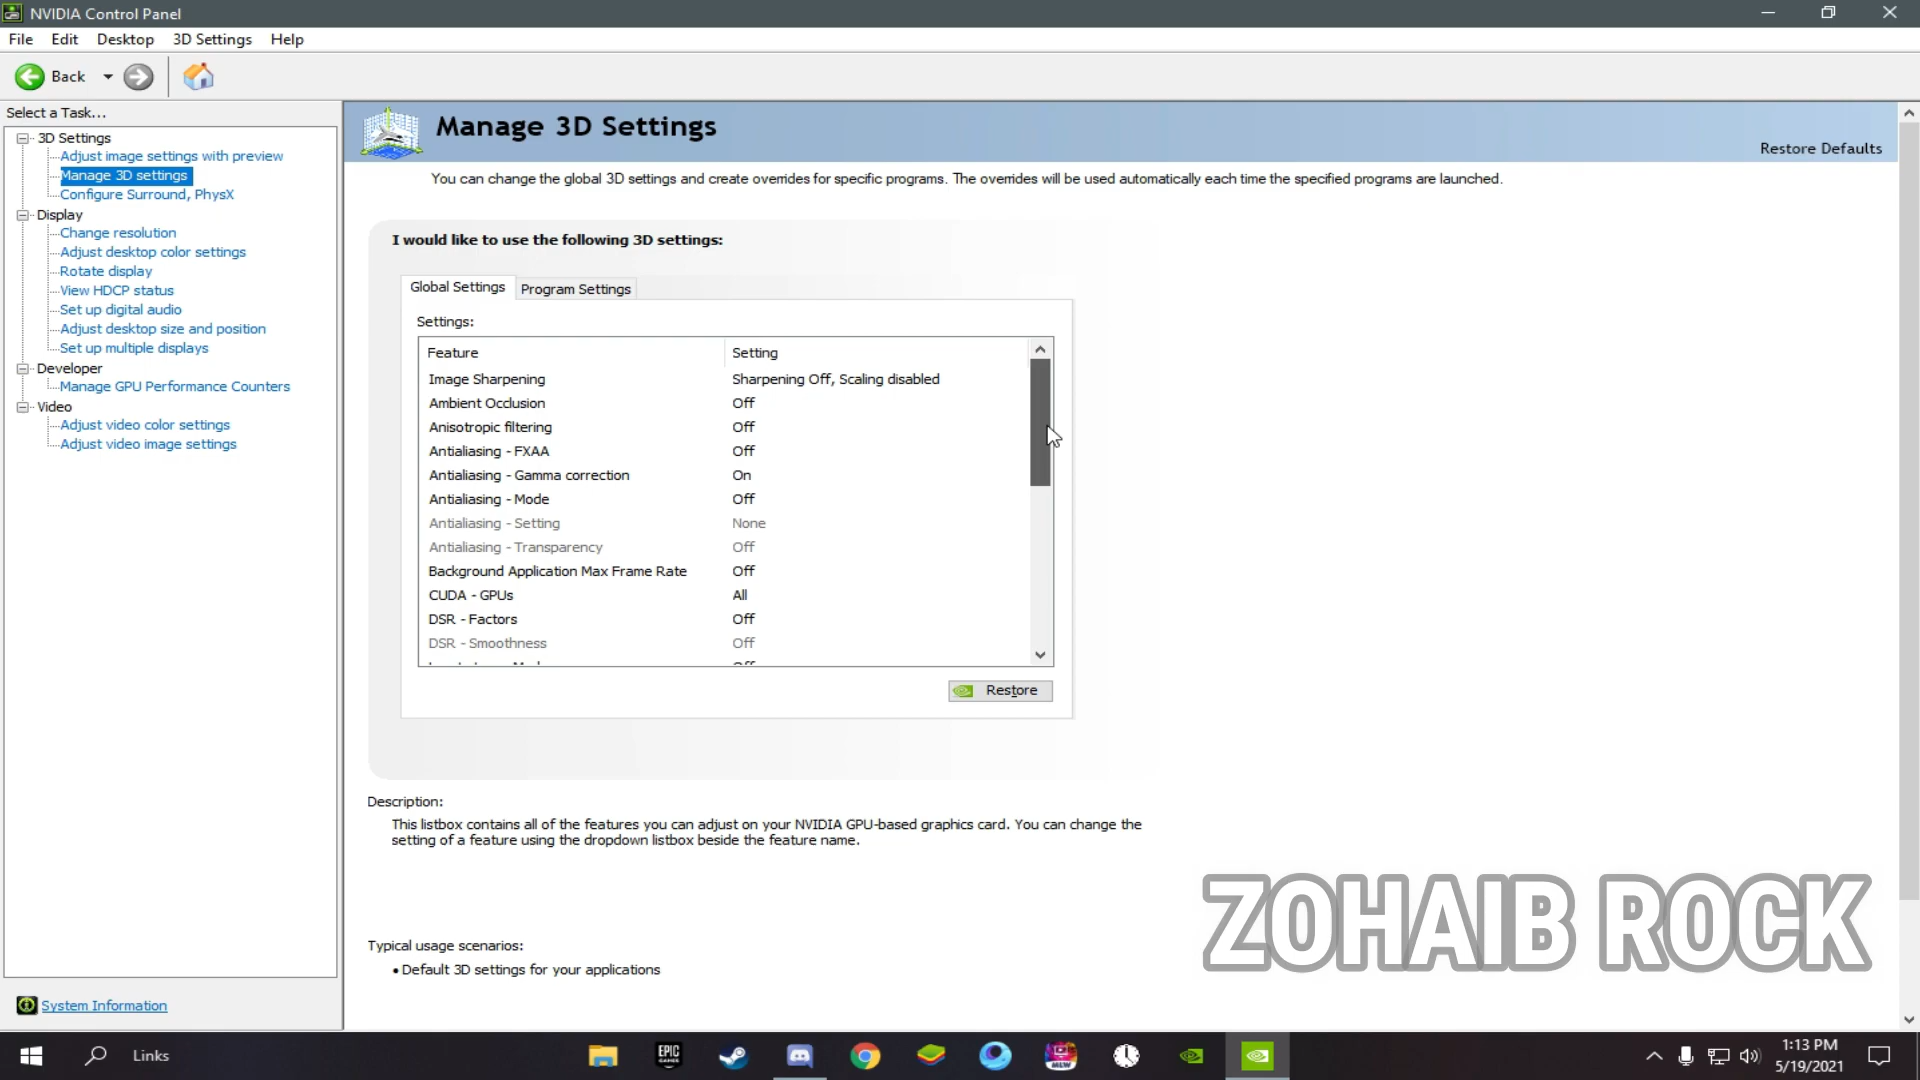 NVIDIA Control Panel
File Edit Desktop 3D Settings Help
Back
Select a Task...
3D Settings
Adjust image settings with preview
Manage 3D settings
Configure Surround, PhysX
Display
Change resolution
Adjust desktop color settings
Rotate display
View HDCP status
Set up digital audio
Adjust desktop size and position
Set up multiple displays
Developer
Manage GPU Performance Counters
Video
Adjust video color settings
Adjust video image settings
System Information
Manage 3D Settings
Restore Defaults
You can change the global 3D settings and create overrides for specific programs. The overrides will be used automatically each time the specified programs are launched.
I would like to use the following 3D settings:
Global Settings Program Settings
Settings:
Feature Setting
Image Sharpening Sharpening Off, Scaling disabled
Ambient Occlusion Off
Anisotropic filtering Off
Antialiasing - FXAA Off
Antialiasing - Gamma correction On
Antialiasing - Mode Off
Antialiasing - Setting None
Antialiasing - Transparency Off
Background Application Max Frame Rate Off
CUDA - GPUs All
DSR - Factors Off
DSR - Smoothness Off
Restore
Description:
This listbox contains all of the features you can adjust on your NVIDIA GPU-based graphics card. You can change the
setting of a feature using the dropdown listbox beside the feature name.
Typical usage scenarios:
• Default 3D settings for your applications
ZOHAIB ROCK
Links
EPIC
GAMES
MEW
1:13 PM
5/19/2021